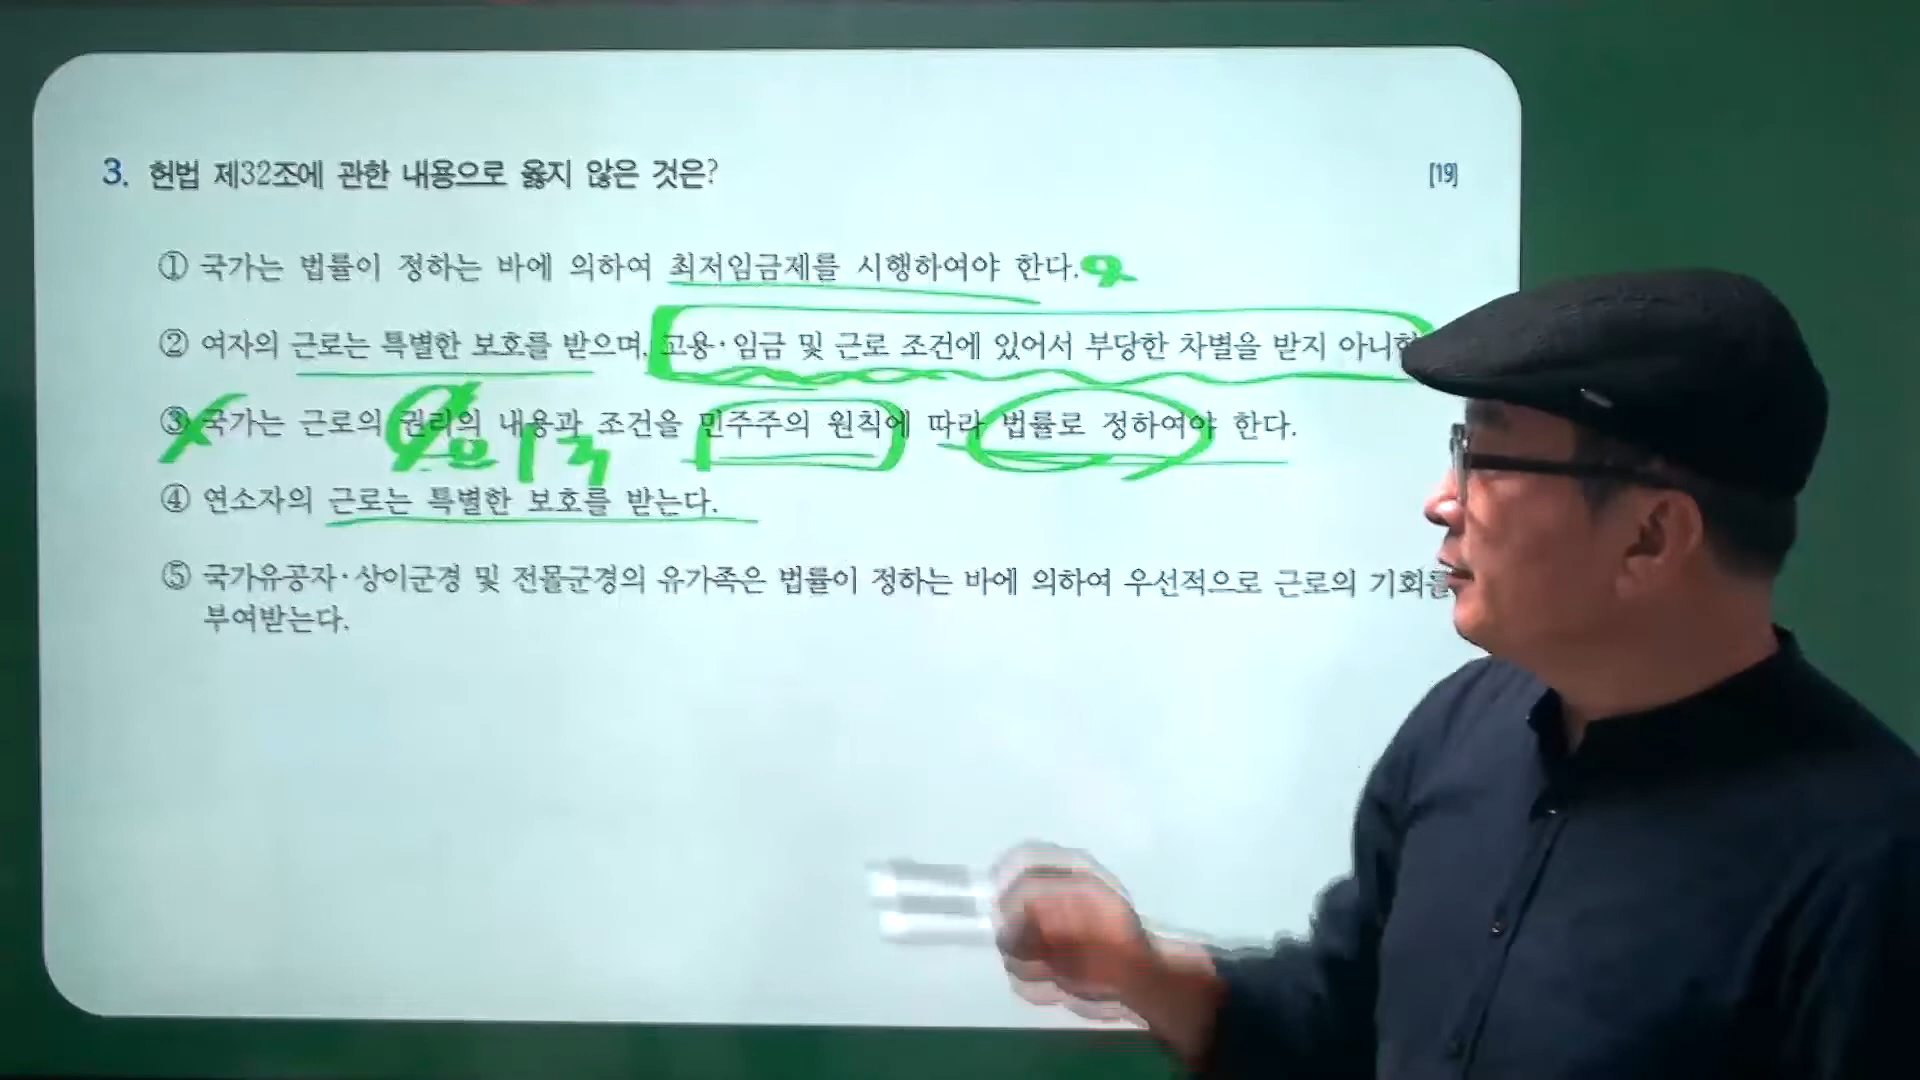 3. 헌법 제32조에 관한 내용으로 옳지 않은 것은? [19]
① 국가는 법률이 정하는 바에 의하여 최저임금제를 시행하여야 한다.
② 여자의 근로는 특별한 보호를 받으며, 고용·임금 및 근로 조건에 있어서 부당한 차별을 받지 아니한
③ 국가는 근로의 권리의 내용과 조건을 민주주의 원칙에 따라 법률로 정하여야 한다.
의무
④ 연소자의 근로는 특별한 보호를 받는다.
⑤ 국가유공자·상이군경 및 전몰군경의 유가족은 법률이 정하는 바에 의하여 우선적으로 근로의 기회를
부여받는다.